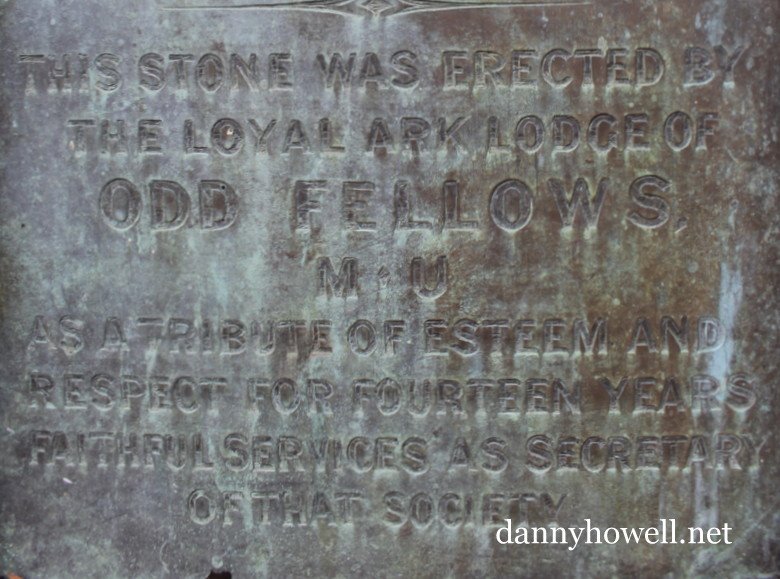 THIS STONE WAS ERECTED BY
THE LOYAL ARK LODGE OF
ODD FELLOWS,
M·U
AS A TRIBUTE OF ESTEEM AND
RESPECT FOR FOURTEEN YEARS
FAITHFUL SERVICES AS SECRETARY
OF THAT SOCIETY
dannyhowell.net